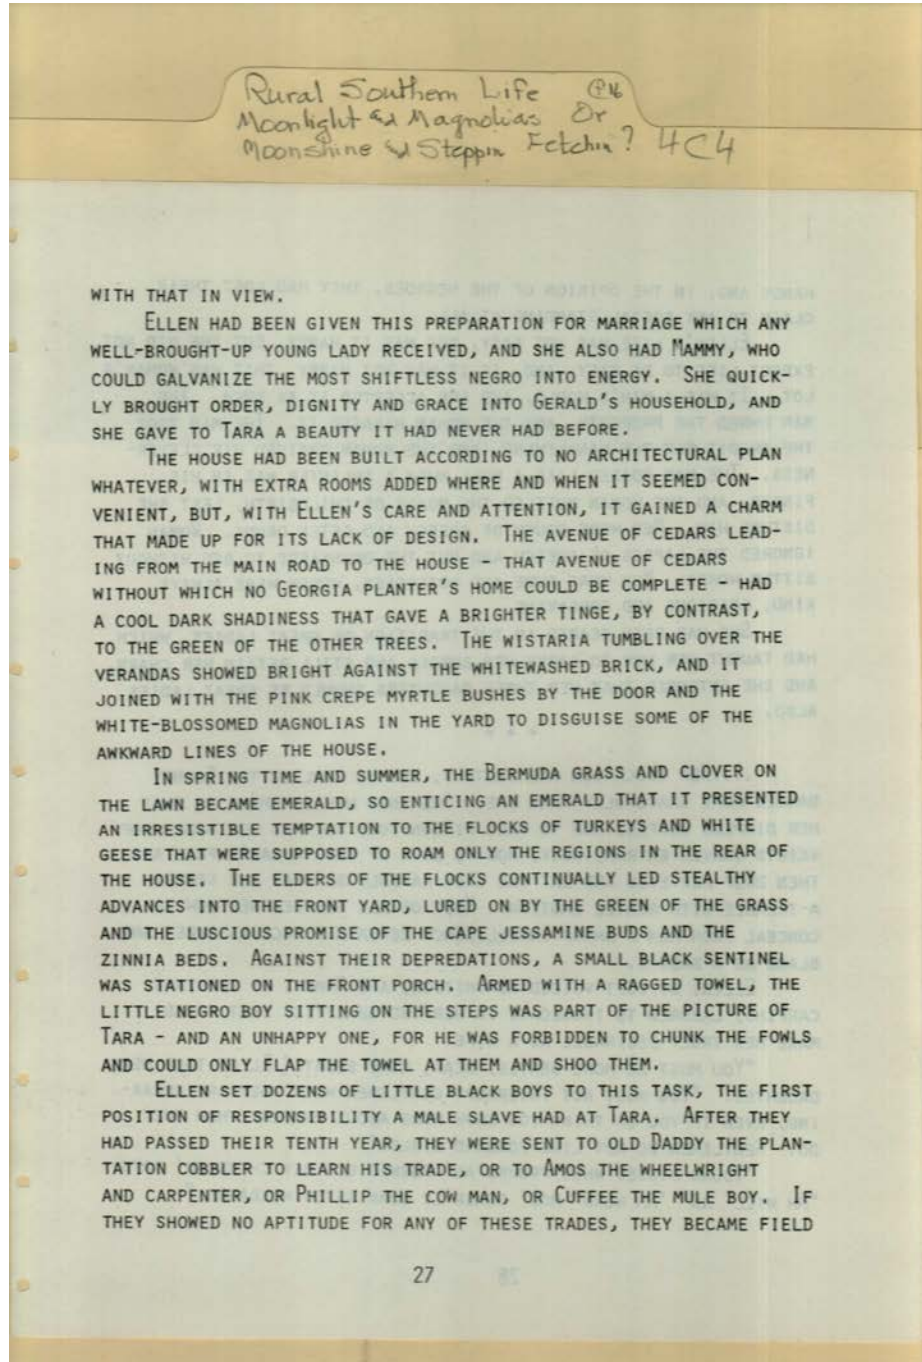 Rural Southern Life
Moonlight & Magnolias Or
Moonshine & Steppin Fetchin? 4C4
WITH THAT IN VIEW.
ELLEN HAD BEEN GIVEN THIS PREPARATION FOR MARRIAGE WHICH ANY
WELL-BROUGHT-UP YOUNG LADY RECEIVED, AND SHE ALSO HAD MAMMY, WHO
COULD GALVANIZE THE MOST SHIFTLESS NEGRO INTO ENERGY. SHE QUICK-
LY BROUGHT ORDER, DIGNITY AND GRACE INTO GERALD'S HOUSEHOLD, AND
SHE GAVE TO TARA A BEAUTY IT HAD NEVER HAD BEFORE.
THE HOUSE HAD BEEN BUILT ACCORDING TO NO ARCHITECTURAL PLAN
WHATEVER, WITH EXTRA ROOMS ADDED WHERE AND WHEN IT SEEMED CON-
VENIENT, BUT, WITH ELLEN'S CARE AND ATTENTION, IT GAINED A CHARM
THAT MADE UP FOR ITS LACK OF DESIGN. THE AVENUE OF CEDARS LEAD-
ING FROM THE MAIN ROAD TO THE HOUSE - THAT AVENUE OF CEDARS
WITHOUT WHICH NO GEORGIA PLANTER'S HOME COULD BE COMPLETE - HAD
A COOL DARK SHADINESS THAT GAVE A BRIGHTER TINGE, BY CONTRAST,
TO THE GREEN OF THE OTHER TREES. THE WISTARIA TUMBLING OVER THE
VERANDAS SHOWED BRIGHT AGAINST THE WHITEWASHED BRICK, AND IT
JOINED WITH THE PINK CREPE MYRTLE BUSHES BY THE DOOR AND THE
WHITE-BLOSSOMED MAGNOLIAS IN THE YARD TO DISGUISE SOME OF THE
AWKWARD LINES OF THE HOUSE.
IN SPRING TIME AND SUMMER, THE BERMUDA GRASS AND CLOVER ON
THE LAWN BECAME EMERALD, SO ENTICING AN EMERALD THAT IT PRESENTED
AN IRRESISTIBLE TEMPTATION TO THE FLOCKS OF TURKEYS AND WHITE
GEESE THAT WERE SUPPOSED TO ROAM ONLY THE REGIONS IN THE REAR OF
THE HOUSE. THE ELDERS OF THE FLOCKS CONTINUALLY LED STEALTHY
ADVANCES INTO THE FRONT YARD, LURED ON BY THE GREEN OF THE GRASS
AND THE LUSCIOUS PROMISE OF THE CAPE JESSAMINE BUDS AND THE
ZINNIA BEDS. AGAINST THEIR DEPREDATIONS, A SMALL BLACK SENTINEL
WAS STATIONED ON THE FRONT PORCH. ARMED WITH A RAGGED TOWEL, THE
LITTLE NEGRO BOY SITTING ON THE STEPS WAS PART OF THE PICTURE OF
TARA - AND AN UNHAPPY ONE, FOR HE WAS FORBIDDEN TO CHUNK THE FOWLS
AND COULD ONLY FLAP THE TOWEL AT THEM AND SHOO THEM.
ELLEN SET DOZENS OF LITTLE BLACK BOYS TO THIS TASK, THE FIRST
POSITION OF RESPONSIBILITY A MALE SLAVE HAD AT TARA. AFTER THEY
HAD PASSED THEIR TENTH YEAR, THEY WERE SENT TO OLD DADDY THE PLAN-
TATION COBBLER TO LEARN HIS TRADE, OR TO AMOS THE WHEELWRIGHT
AND CARPENTER, OR PHILLIP THE COW MAN, OR CUFFEE THE MULE BOY. IF
THEY SHOWED NO APTITUDE FOR ANY OF THESE TRADES, THEY BECAME FIELD
27